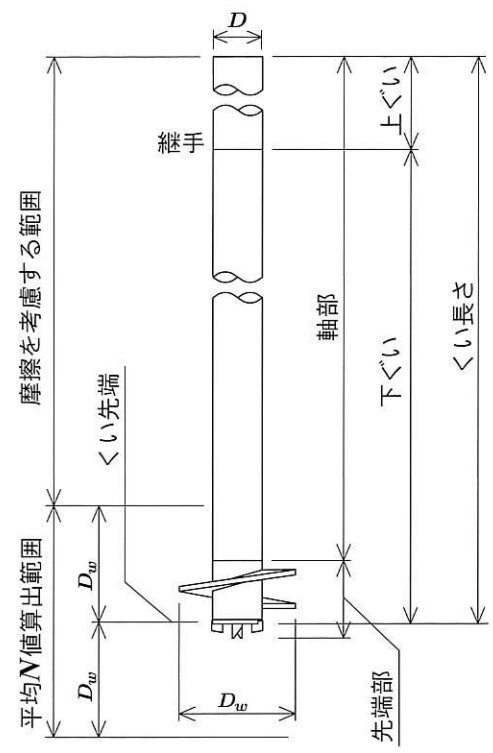 D
継手
上ぐい
摩擦を考慮する範囲
軸部
くい長さ
下ぐい
くい先端
D_w
平均N値算出範囲
D_w
D_w
先端部